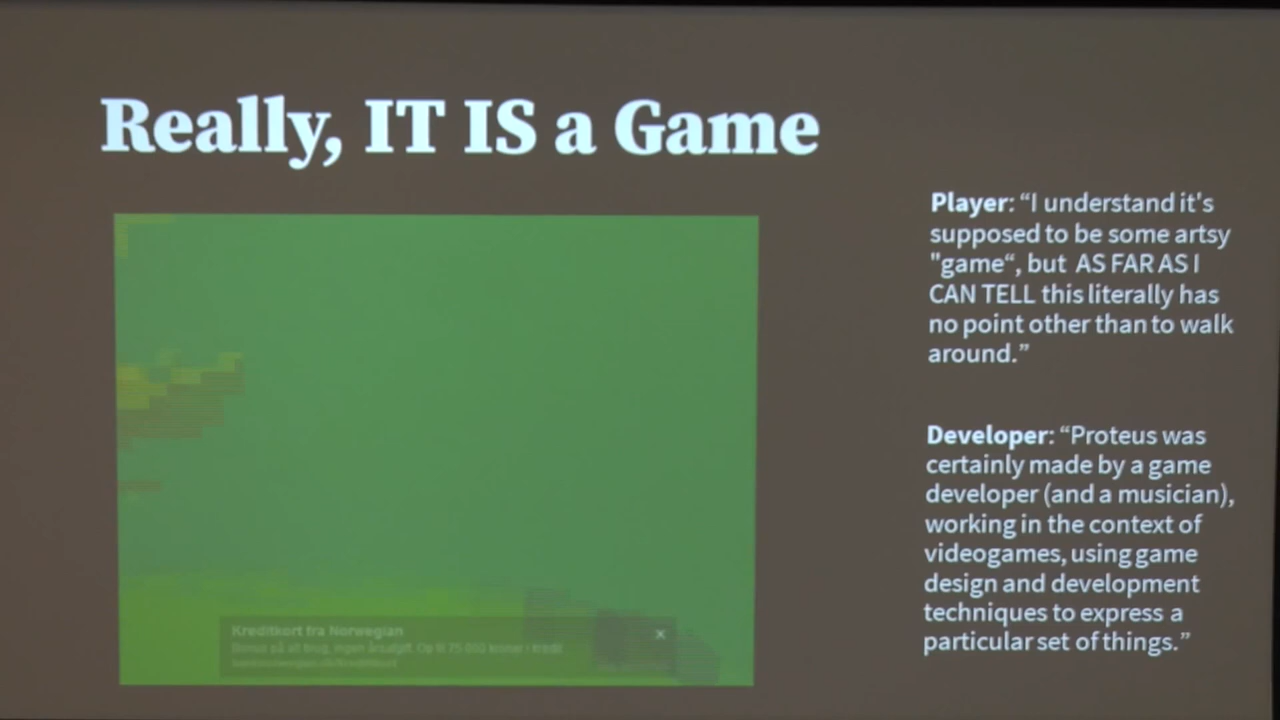 Really, IT IS a Game
Player: “I understand it's
supposed to be some artsy
"game“, but AS FAR AS I
CAN TELL this literally has
no point other than to walk
around.”
Developer: “Proteus was
certainly made by a game
developer (and a musician),
working in the context of
videogames, using game
design and development
techniques to express a
particular set of things.”
Kreditkort fra Norwegian